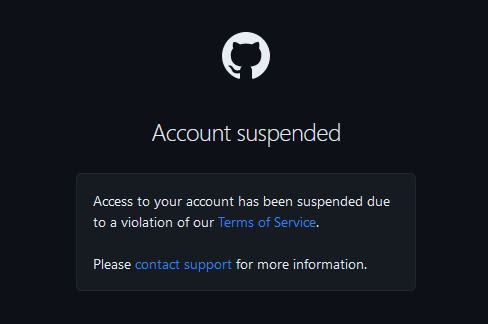 Account suspended
Access to your account has been suspended due
to a violation of our Terms of Service.
Please contact support for more information.